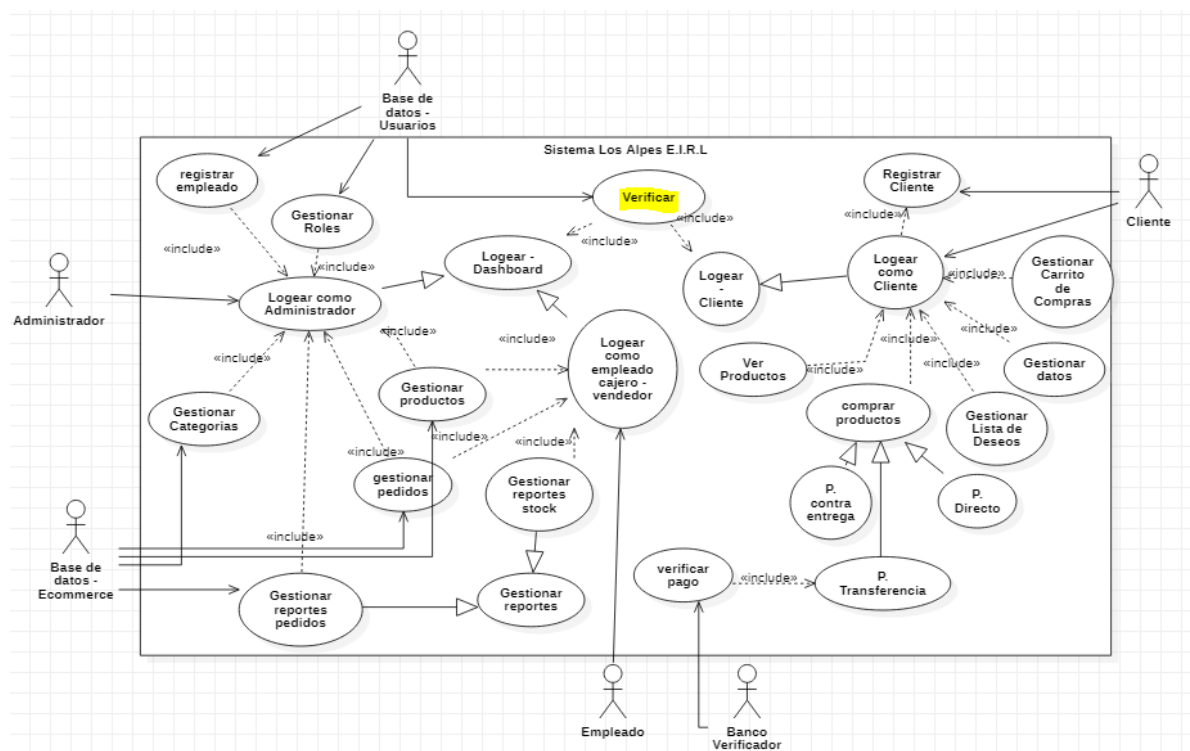 Base de
datos -
Usuarios
Sistema Los Alpes E.I.R.L
registrar
empleado
Gestionar
Roles
Verificar
Registrar
Cliente
Cliente
«include»
«include»
«include»
«include»
«include»
Logear -
Dashboard
Logear
-
Cliente
Logear
como
Cliente
«include»
Gestionar
Carrito
de
Compras
Administrador
Logear como
Administrador
«include»
«include»
«include»
«include»
«include»
Logear
como
empleado
cajero -
vendedor
Ver
Productos
«include»
«include»
Gestionar
datos
Gestionar
Categorias
Gestionar
productos
comprar
productos
Gestionar
Lista de
Deseos
«include»
«include»
«include»
gestionar
pedidos
Gestionar
reportes
stock
P.
contra
entrega
P.
Directo
Base de
datos -
Ecommerce
«include»
Gestionar
reportes
pedidos
Gestionar
reportes
verificar
pago
«include»
P.
Transferencia
Empleado
Banco
Verificador